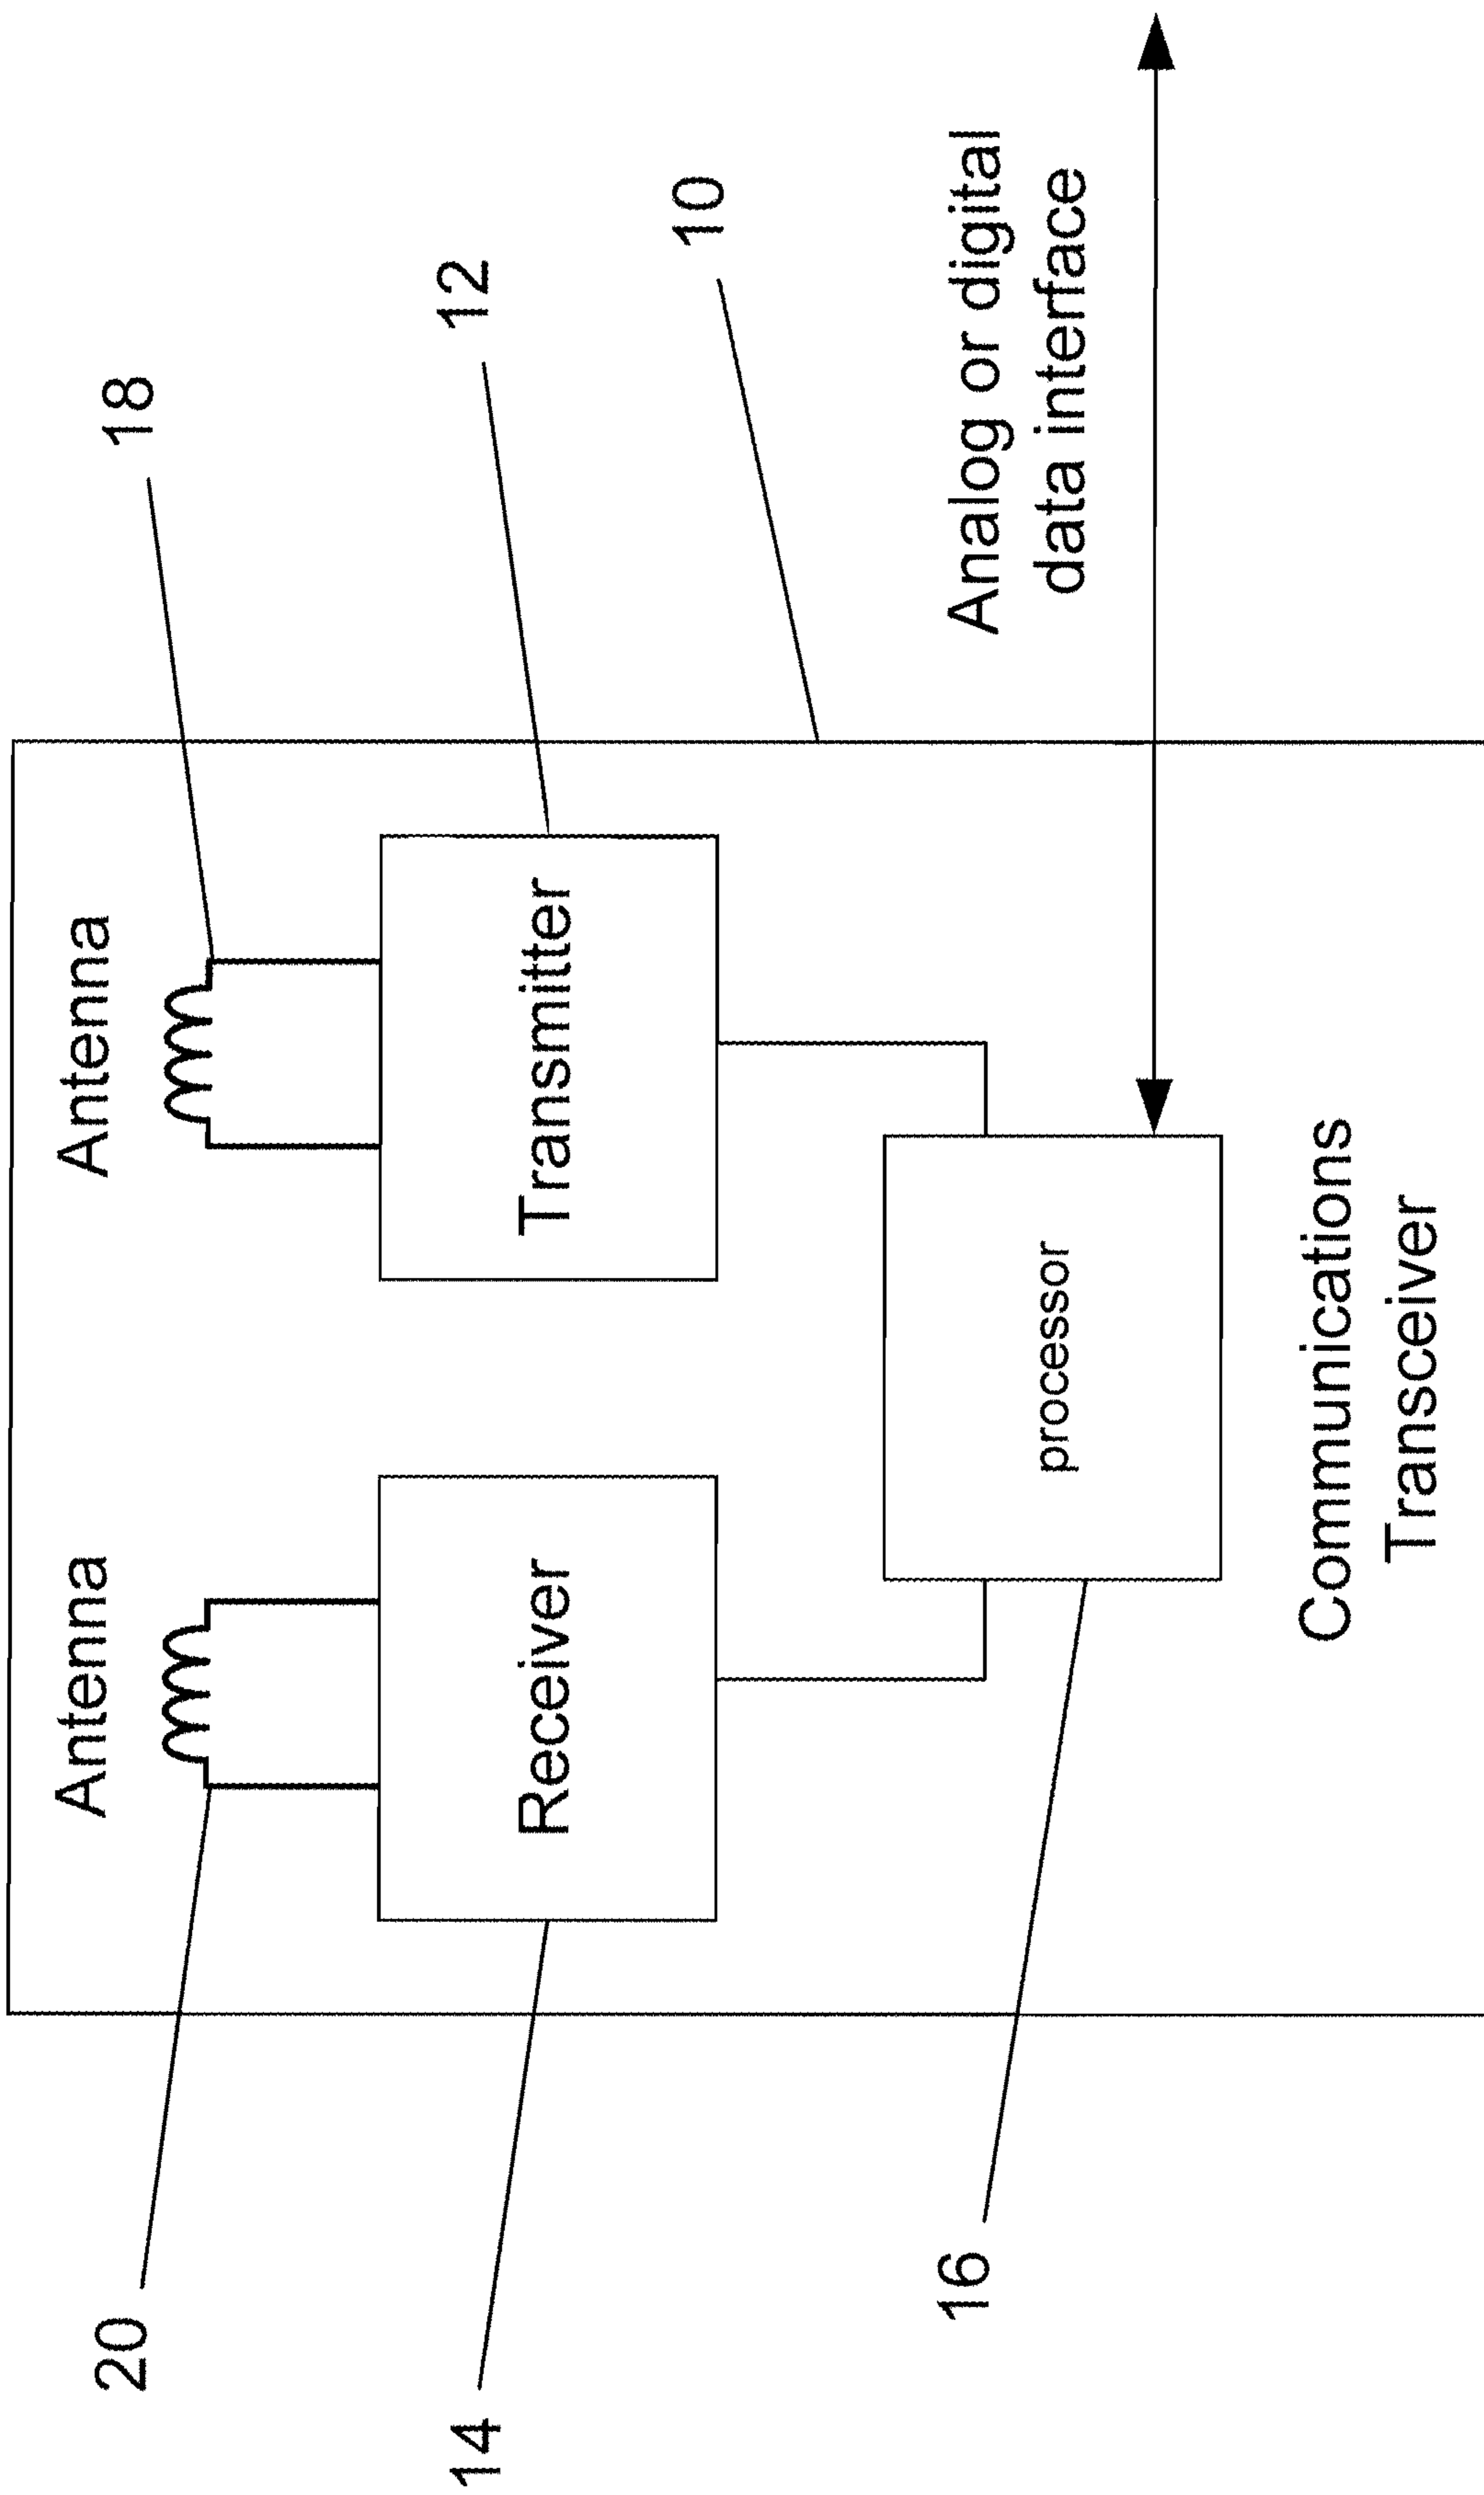 Antenna
Antenna
20
18
Receiver
Transmitter
14
12
10
processor
16
Analog or digital
data interface
Communications
Transceiver